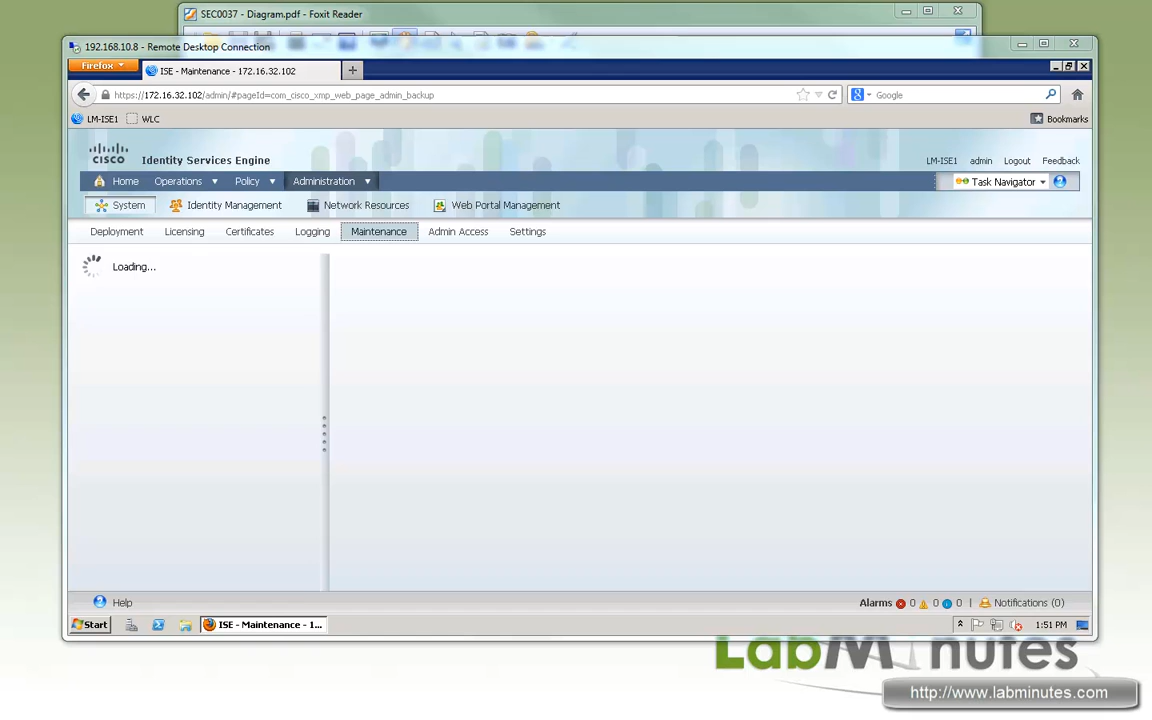 SEC0037 - Diagram.pdf - Foxit Reader
192.168.10.8 - Remote Desktop Connection
Firefox
ISE - Maintenance - 172.16.32.102
https://172.16.32.102/admin/#pageId=com_cisco_xmp_web_page_admin_backup
Google
LM-ISE1
WLC
Bookmarks
CISCO
Identity Services Engine
LM-ISE1
admin
Logout
Feedback
Home
Operations
Policy
Administration
Task Navigator
System
Identity Management
Network Resources
Web Portal Management
Deployment
Licensing
Certificates
Logging
Maintenance
Admin Access
Settings
Loading...
Help
Alarms 0 0 0 | Notifications (0)
Start
ISE - Maintenance - 1...
1:51 PM
LabMinutes
http://www.labminutes.com